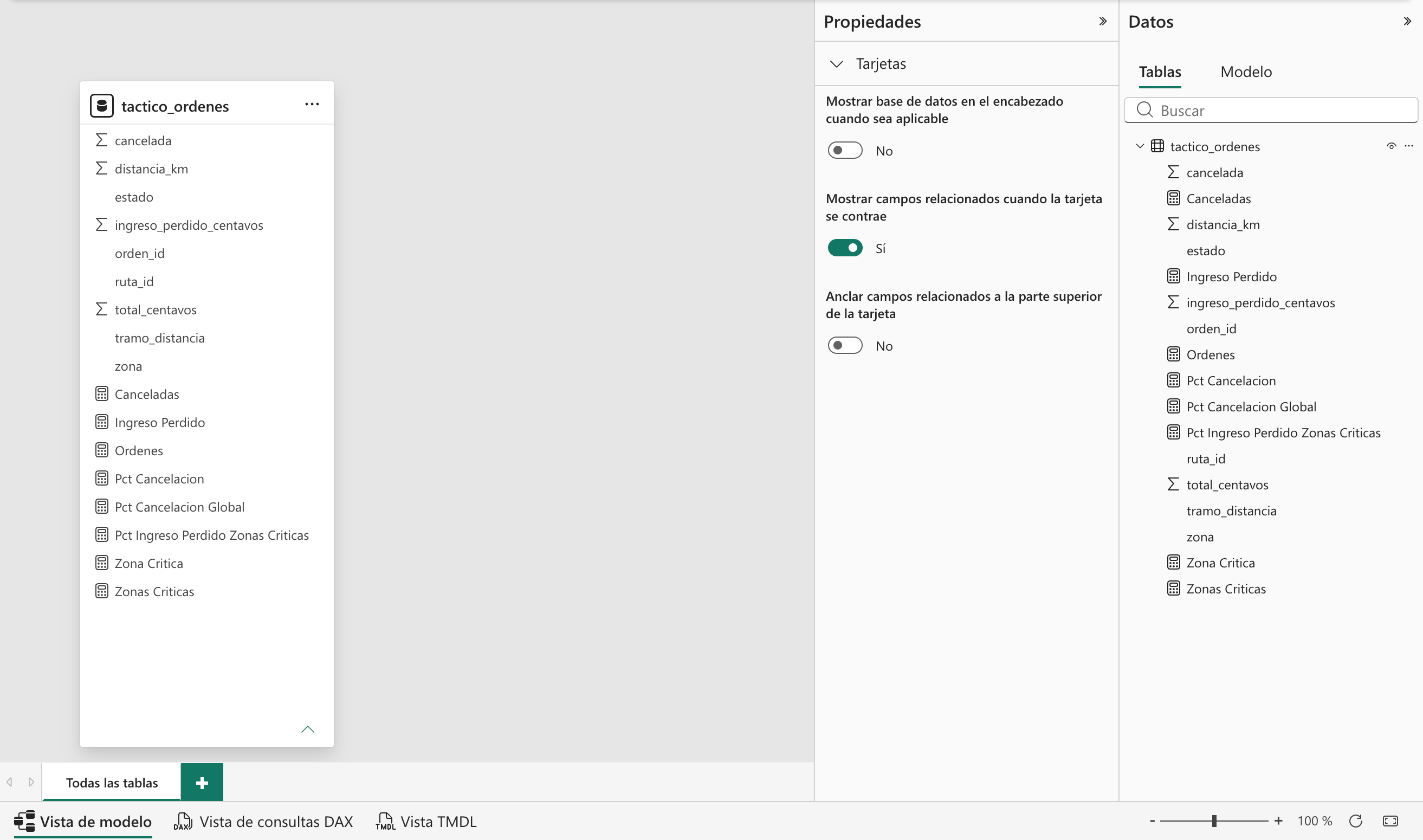 tactico_ordenes
cancelada
distancia_km
estado
ingreso_perdido_centavos
orden_id
ruta_id
total_centavos
tramo_distancia
zona
Canceladas
Ingreso Perdido
Ordenes
Pct Cancelacion
Pct Cancelacion Global
Pct Ingreso Perdido Zonas Criticas
Zona Critica
Zonas Criticas
Propiedades
Tarjetas
Mostrar base de datos en el encabezado
cuando sea aplicable
No
Mostrar campos relacionados cuando la tarjeta
se contrae
Sí
Anclar campos relacionados a la parte superior
de la tarjeta
No
Datos
Tablas Modelo
Buscar
tactico_ordenes
cancelada
Canceladas
distancia_km
estado
Ingreso Perdido
ingreso_perdido_centavos
orden_id
Ordenes
Pct Cancelacion
Pct Cancelacion Global
Pct Ingreso Perdido Zonas Criticas
ruta_id
total_centavos
tramo_distancia
zona
Zona Critica
Zonas Criticas
Todas las tablas
Vista de modelo DAX Vista de consultas DAX TMDL Vista TMDL - + 100 %